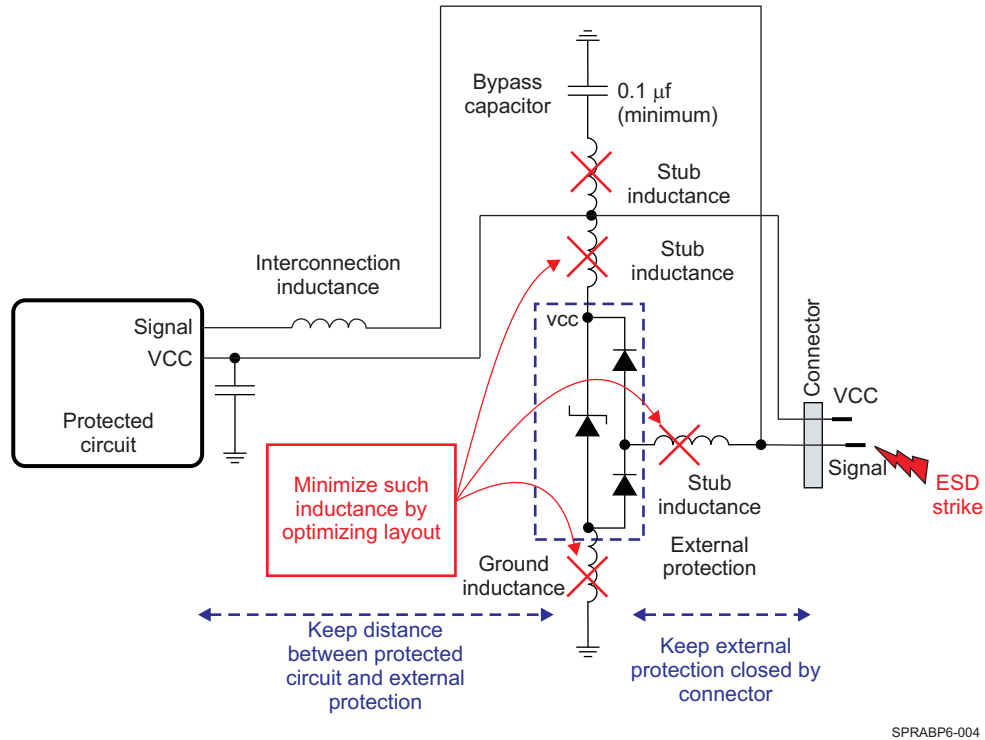 Bypass
capacitor
0.1 μf
(minimum)
Stub
inductance
Stub
inductance
Interconnection
inductance
Signal
VCC
Protected
circuit
vcc
Connector
VCC
Signal
ESD
strike
Minimize such
inductance by
optimizing layout
Stub
inductance
External
protection
Ground
inductance
Keep distance
between protected
circuit and external
protection
Keep external
protection closed by
connector
SPRABP6-004